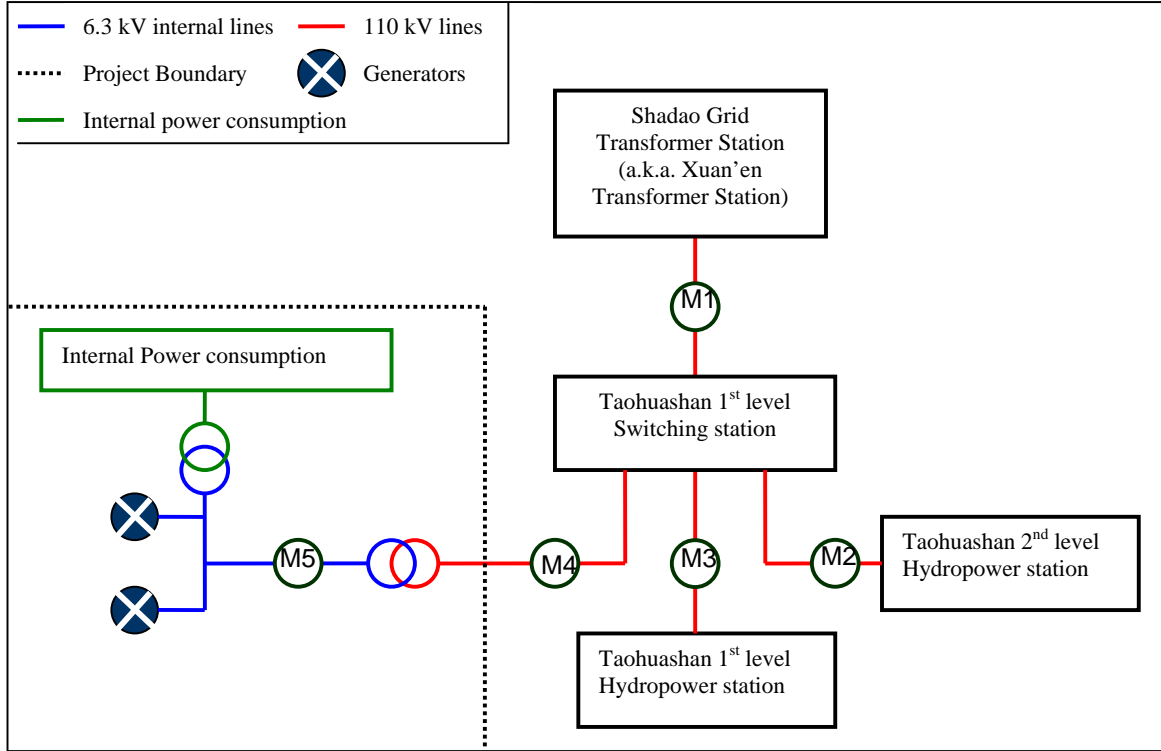 6.3 kV internal lines
110 kV lines
Project Boundary
Generators
Internal power consumption
Shadao Grid
Transformer Station
(a.k.a. Xuan’en
Transformer Station)
M1
Internal Power consumption
Taohuashan 1st level
Switching station
M5
M4
M3
M2
Taohuashan 2nd level
Hydropower station
Taohuashan 1st level
Hydropower station